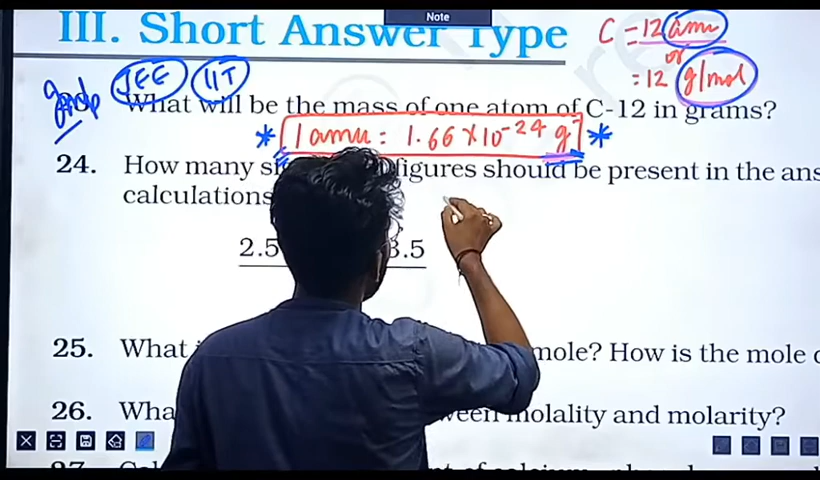 Note
III. Short Answer Type
C = 12 amu
or
= 12 g/mol
JEE IIT
What will be the mass of one atom of C-12 in grams?
* 1 amu = 1.66 × 10⁻²⁴ g *
24. How many figures should be present in the
calculations
2.5 3.5
25. What mole? How is the mole
26. molality and molarity?